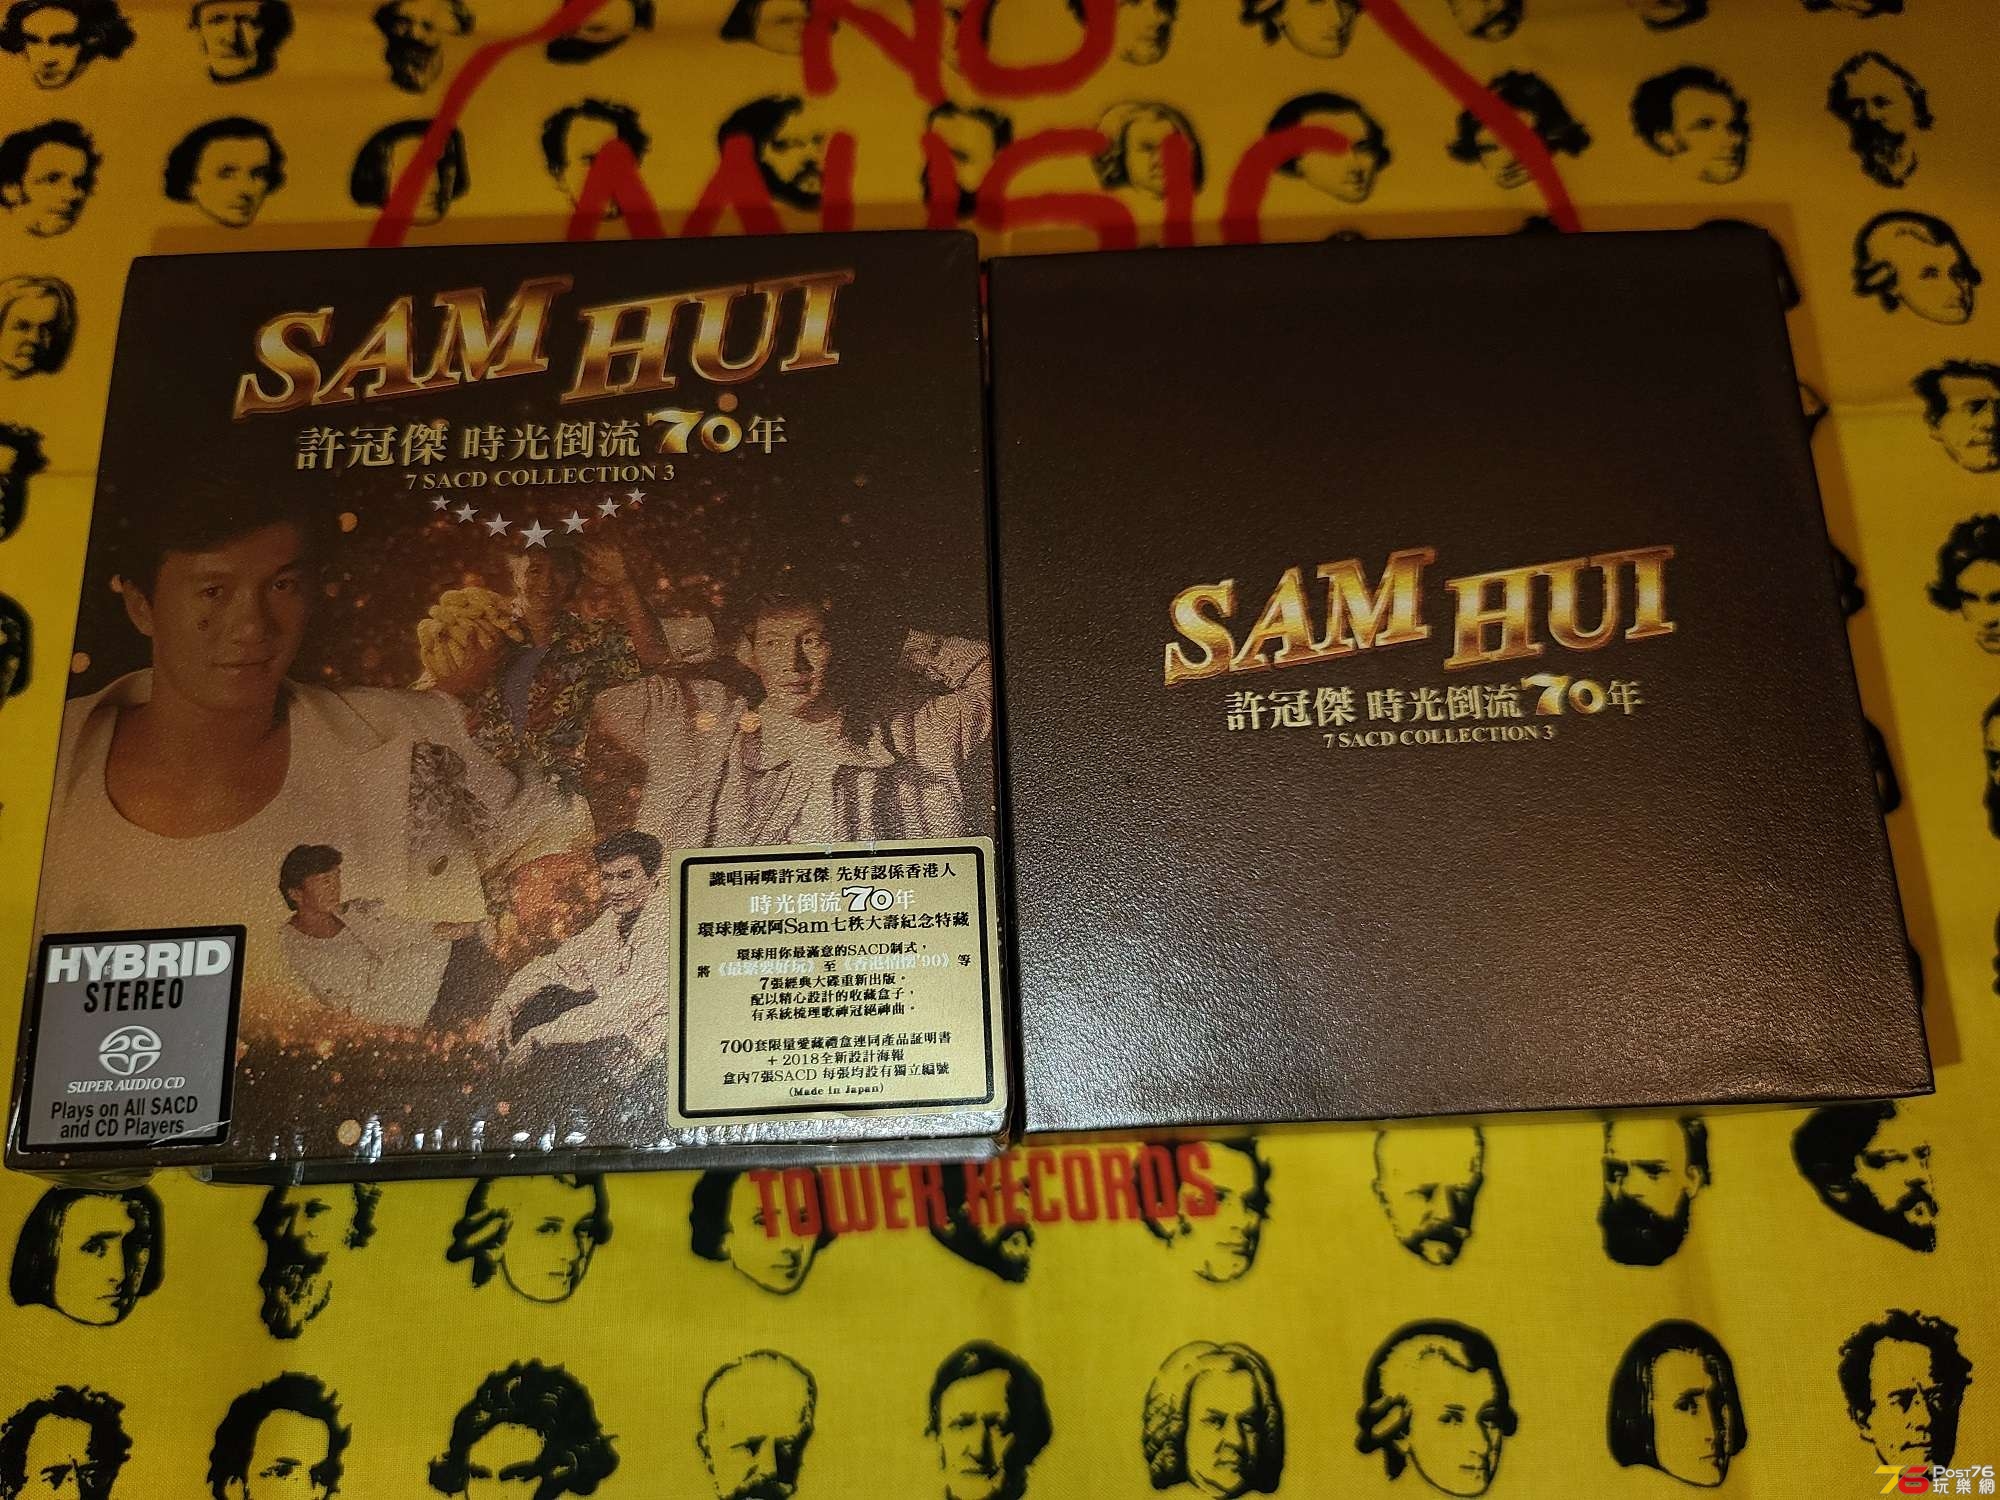 NO
MUSIC
SAM HUI
許冠傑 時光倒流70年
7 SACD COLLECTION 3
HYBRID
STEREO
SUPER AUDIO CD
Plays on All SACD
and CD Players
識唱兩嘴許冠傑 先好認係香港人
時光倒流70年
環球慶祝阿Sam七秩大壽紀念特藏
環球用你最滿意的SACD制式，
將《最緊要好玩》至《香港情懷'90》等
7張經典大碟重新出版。
配以精心設計的收藏盒子，
有系統梳理歌神冠絕神曲。
700套限量愛藏禮盒連同產品証明書
+ 2018全新設計海報
盒內7張SACD 每張均設有獨立編號
(Made in Japan)
SAM HUI
許冠傑 時光倒流70年
7 SACD COLLECTION 3
TOWER RECORDS
76 POST76
玩樂網